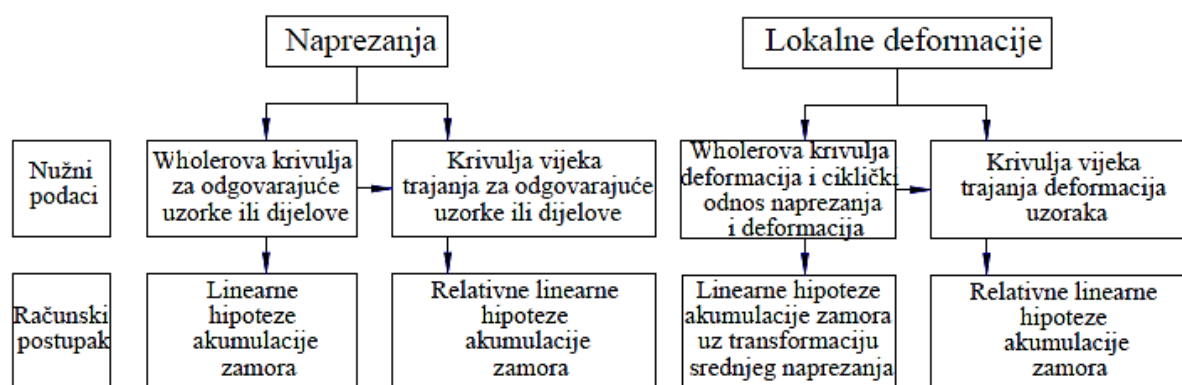 Naprezanja
Lokalne deformacije
Nužni
podaci
Wholerova krivulja
za odgovarajuće
uzorke ili dijelove
Krivulja vijeka
trajanja za odgovarajuće
uzorke ili dijelove
Wholerova krivulja
deformacija i ciklički
odnos naprezanja
i deformacija
Krivulja vijeka
trajanja deformacija
uzoraka
Računski
postupak
Linearne
hipoteze
akumulacije
zamora
Relativne linearne
hipoteze
akumulacije
zamora
Linearne hipoteze
akumulacije zamora
uz transformaciju
srednjeg naprezanja
Relativne linearne
hipoteze
akumulacije
zamora